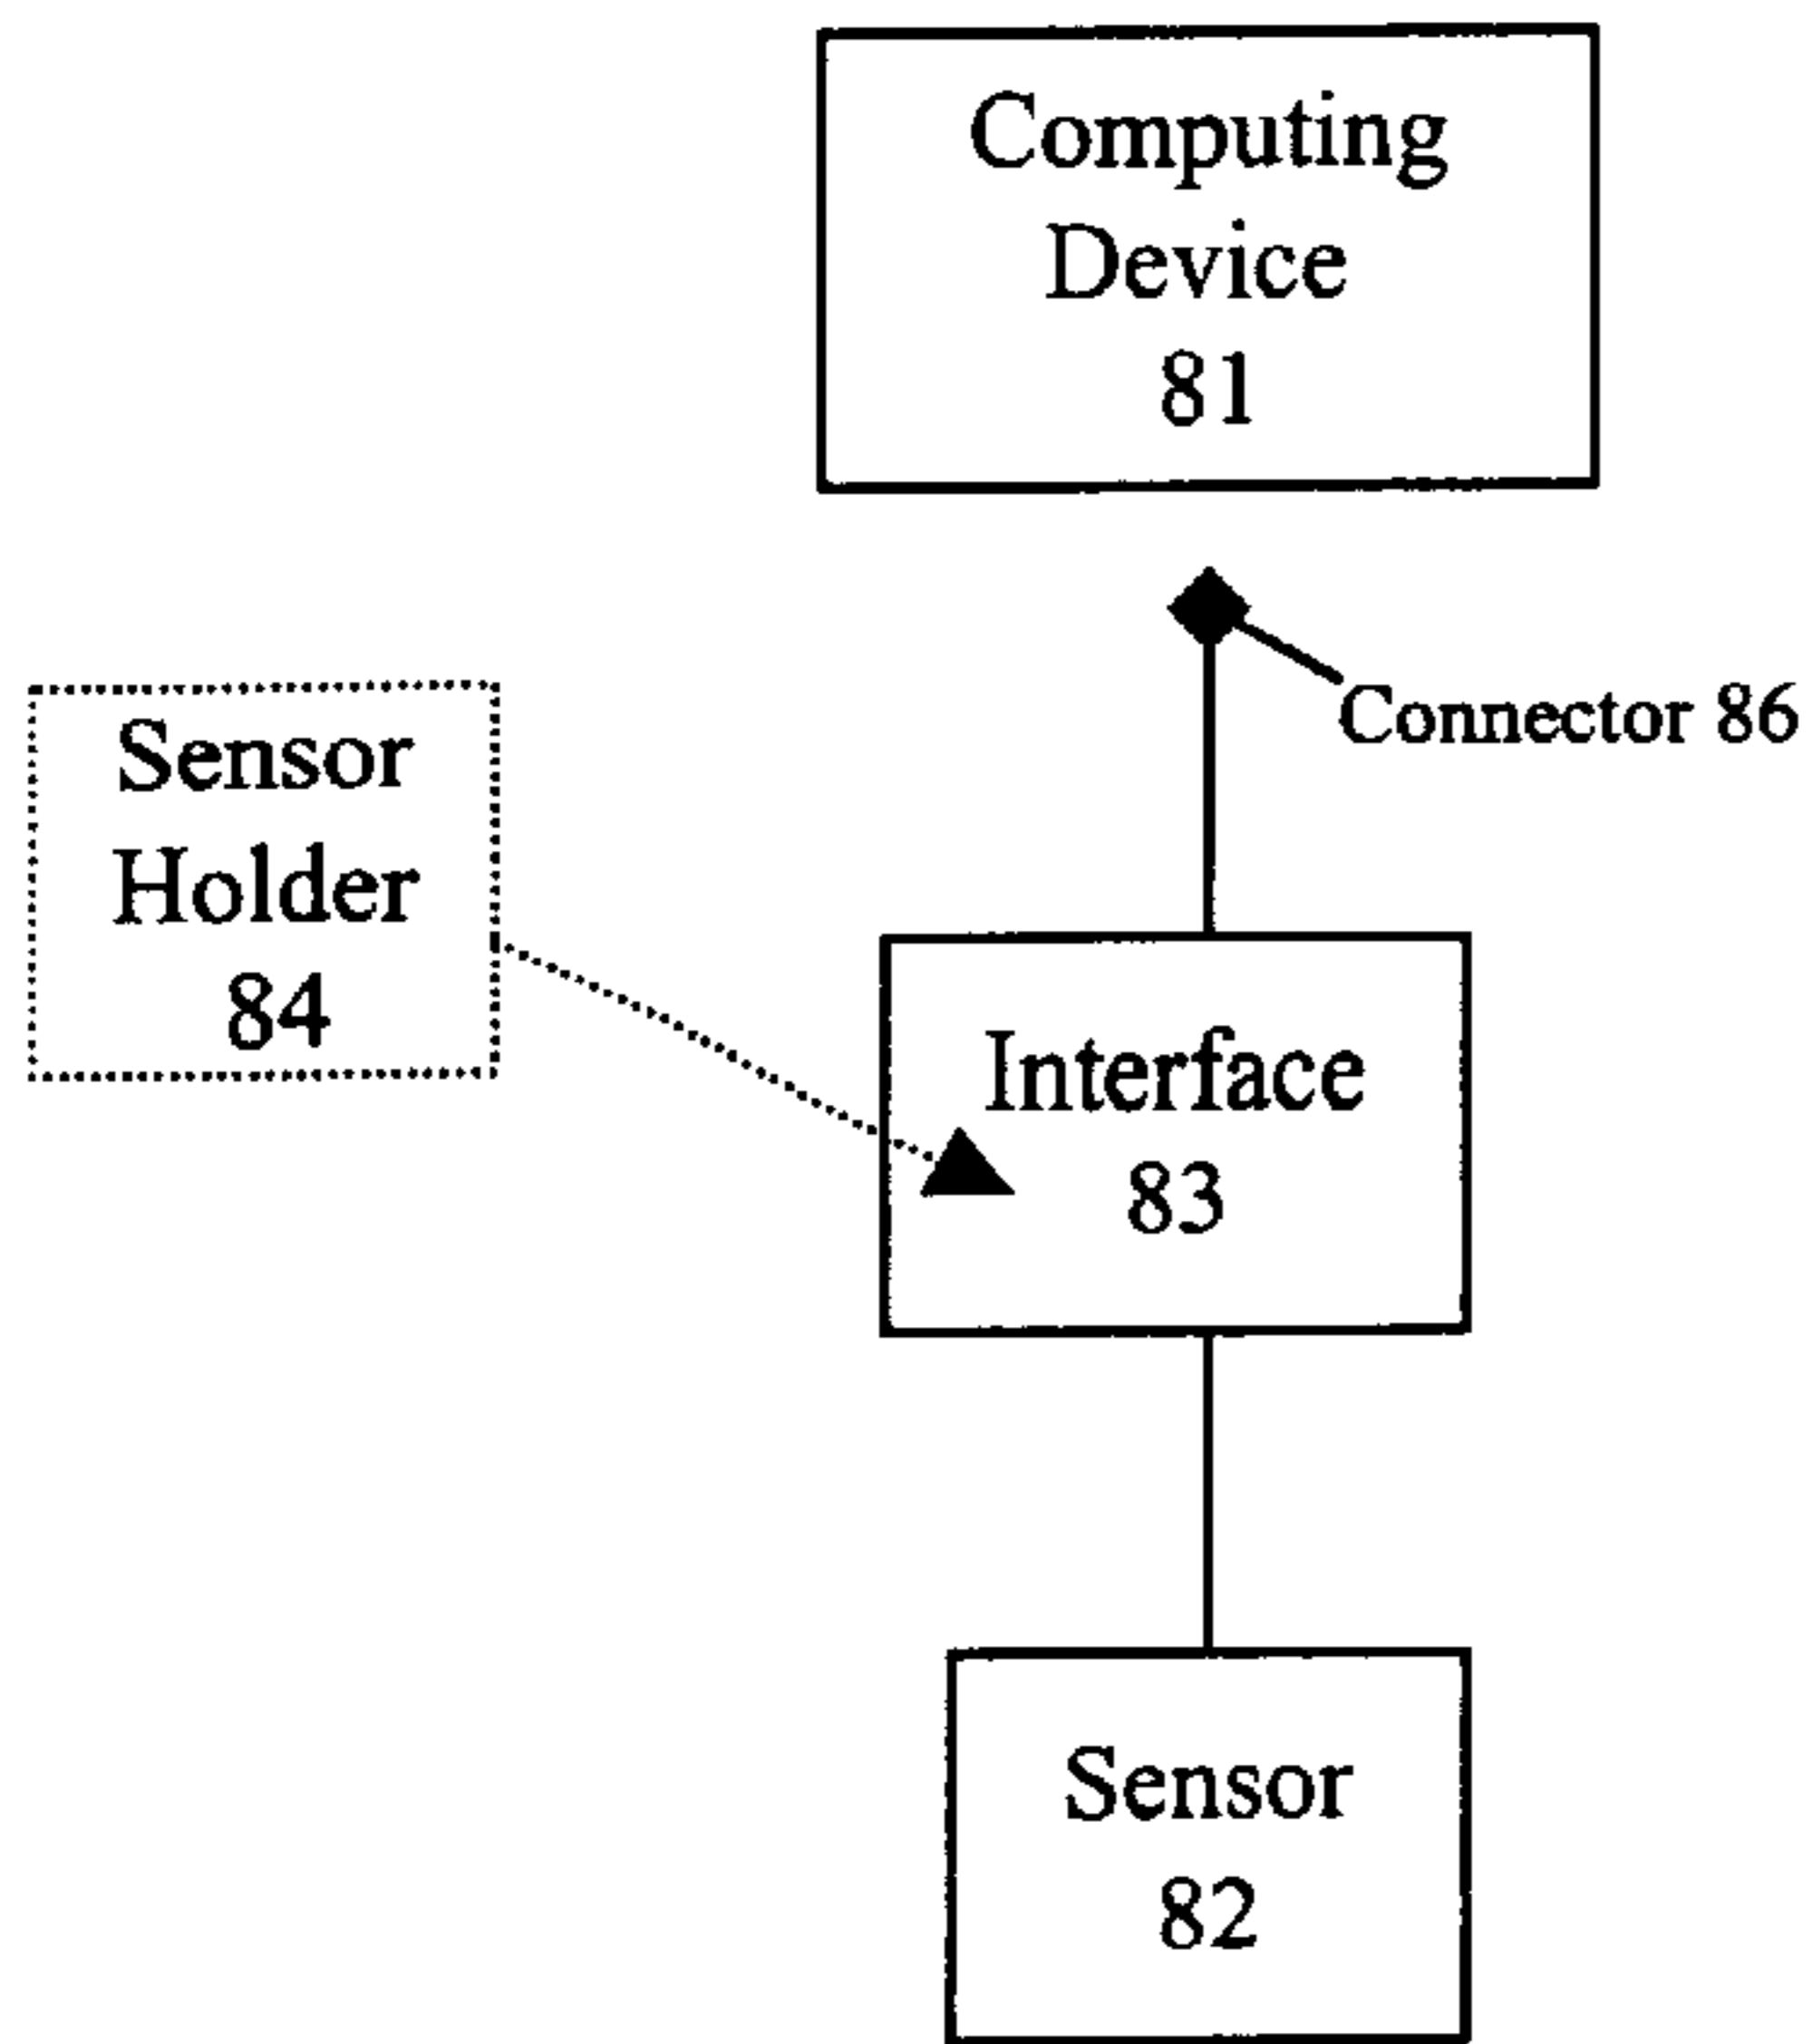 Computing
Device
81
Connector 86
Sensor
Holder
84
Interface
83
Sensor
82